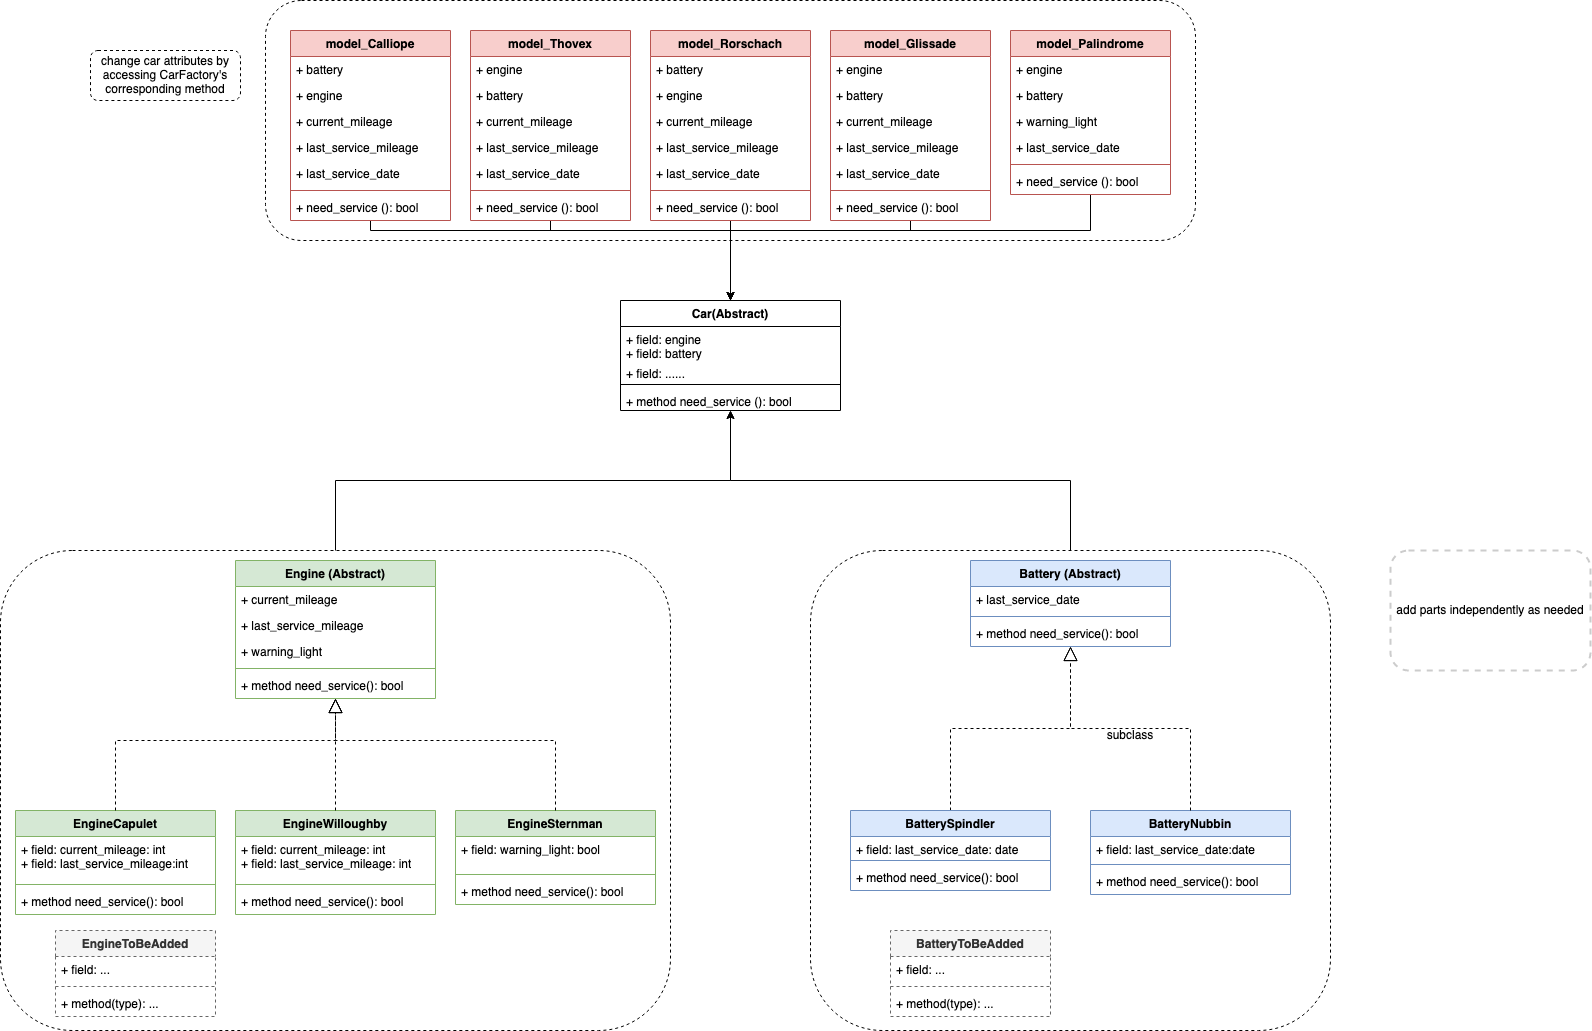 change car attributes by
accessing CarFactory's
corresponding method
model_Calliope
+ battery
+ engine
+ current_mileage
+ last_service_mileage
+ last_service_date
+ need_service (): bool
model_Thovex
+ engine
+ battery
+ current_mileage
+ last_service_mileage
+ last_service_date
+ need_service (): bool
model_Rorschach
+ battery
+ engine
+ current_mileage
+ last_service_mileage
+ last_service_date
+ need_service (): bool
model_Glissade
+ engine
+ battery
+ current_mileage
+ last_service_mileage
+ last_service_date
+ need_service (): bool
model_Palindrome
+ engine
+ battery
+ warning_light
+ last_service_date
+ need_service (): bool
Car(Abstract)
+ field: engine
+ field: battery
+ field: ......
+ method need_service (): bool
Engine (Abstract)
+ current_mileage
+ last_service_mileage
+ warning_light
+ method need_service(): bool
Battery (Abstract)
+ last_service_date
+ method need_service(): bool
add parts independently as needed
subclass
EngineCapulet
+ field: current_mileage: int
+ field: last_service_mileage:int
+ method need_service(): bool
EngineWilloughby
+ field: current_mileage: int
+ field: last_service_mileage: int
+ method need_service(): bool
EngineSternman
+ field: warning_light: bool
+ method need_service(): bool
BatterySpindler
+ field: last_service_date: date
+ method need_service(): bool
BatteryNubbin
+ field: last_service_date:date
+ method need_service(): bool
EngineToBeAdded
+ field: ...
+ method(type): ...
BatteryToBeAdded
+ field: ...
+ method(type): ...